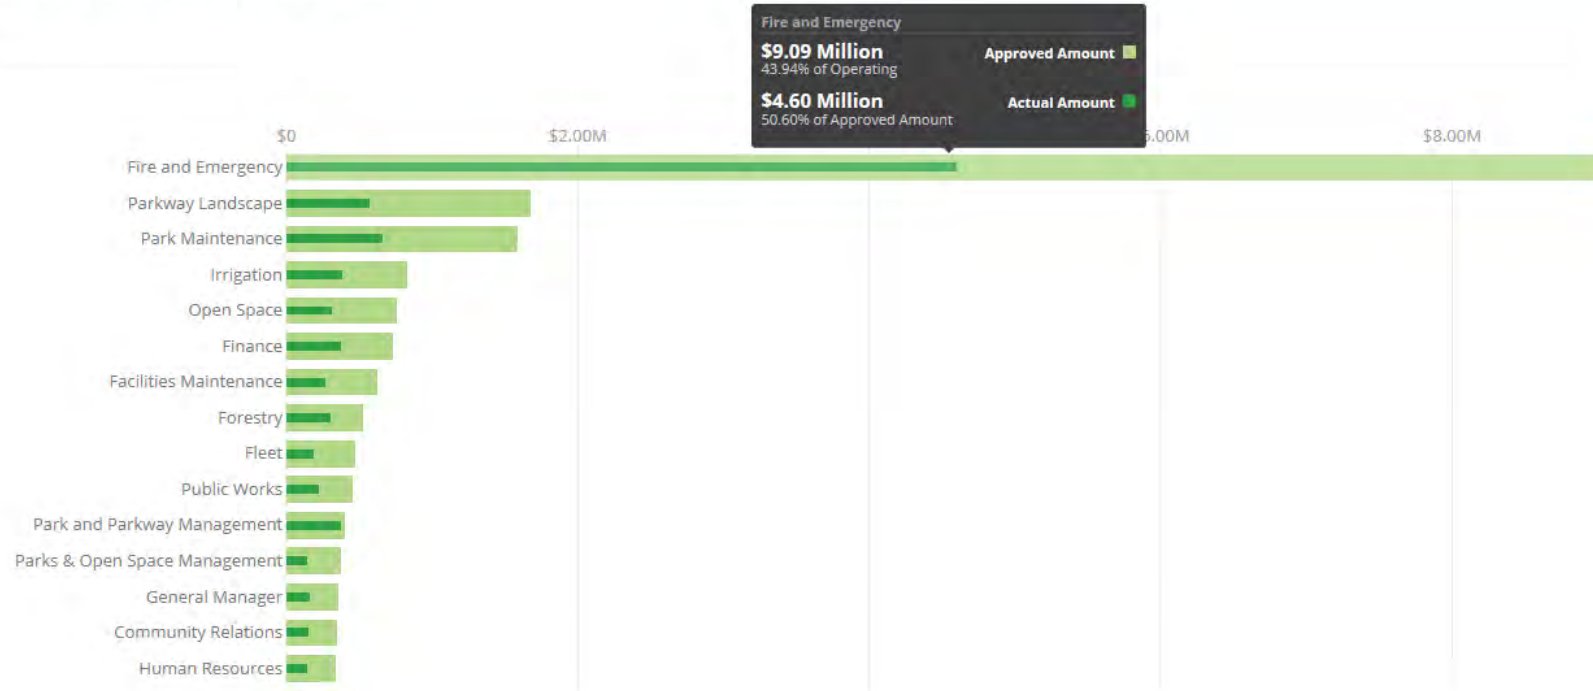 Fire and Emergency
$9.09 Million Approved Amount
43.94% of Operating
$4.60 Million Actual Amount
50.60% of Approved Amount
$0 $2.00M $8.00M
Fire and Emergency
Parkway Landscape
Park Maintenance
Irrigation
Open Space
Finance
Facilities Maintenance
Forestry
Fleet
Public Works
Park and Parkway Management
Parks & Open Space Management
General Manager
Community Relations
Human Resources